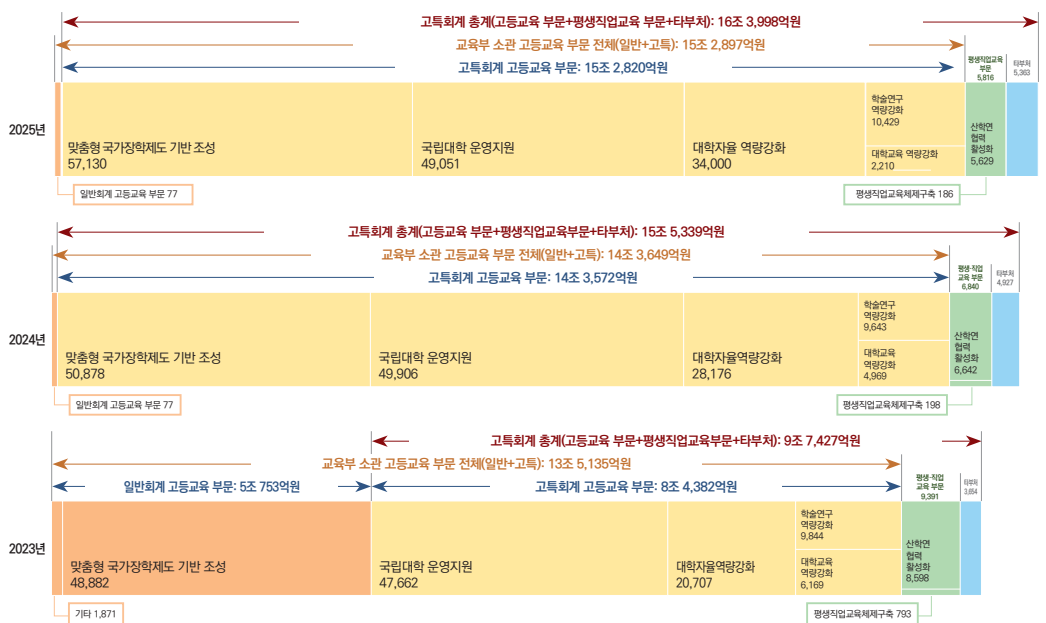 고특회계 총계(고등교육 부문+평생직업교육 부문+타부처): 16조 3,998억원
교육부 소관 고등교육 부문 전체(일반+고특): 15조 2,897억원
고특회계 고등교육 부문: 15조 2,820억원
평생직업교육
부문
5,816
타부처
5,363
2025년
맞춤형 국가장학제도 기반 조성
57,130
국립대학 운영지원
49,051
대학자율 역량강화
34,000
학술연구
역량강화
10,429
대학교육 역량강화
2,210
산학연
협력
활성화
5,629
일반회계 고등교육 부문 77
평생직업교육체제구축 186
고특회계 총계(고등교육 부문+평생직업교육부문+타부처): 15조 5,339억원
교육부 소관 고등교육 부문 전체(일반+고특): 14조 3,649억원
고특회계 고등교육 부문: 14조 3,572억원
평생·직업
교육 부문
6,840
타부처
4,927
2024년
맞춤형 국가장학제도 기반 조성
50,878
국립대학 운영지원
49,906
대학자율역량강화
28,176
학술연구
역량강화
9,643
대학교육
역량강화
4,969
산학연
협력
활성화
6,642
일반회계 고등교육 부문 77
평생직업교육체제구축 198
고특회계 총계(고등교육 부문+평생직업교육부문+타부처): 9조 7,427억원
교육부 소관 고등교육 부문 전체(일반+고특): 13조 5,135억원
일반회계 고등교육 부문: 5조 753억원
고특회계 고등교육 부문: 8조 4,382억원
평생·직업
교육 부문
9,391
타부처
3,654
2023년
맞춤형 국가장학제도 기반 조성
48,882
국립대학 운영지원
47,662
대학자율역량강화
20,707
학술연구
역량강화
9,844
대학교육
역량강화
6,169
산학연
협력
활성화
8,598
기타 1,871
평생직업교육체제구축 793